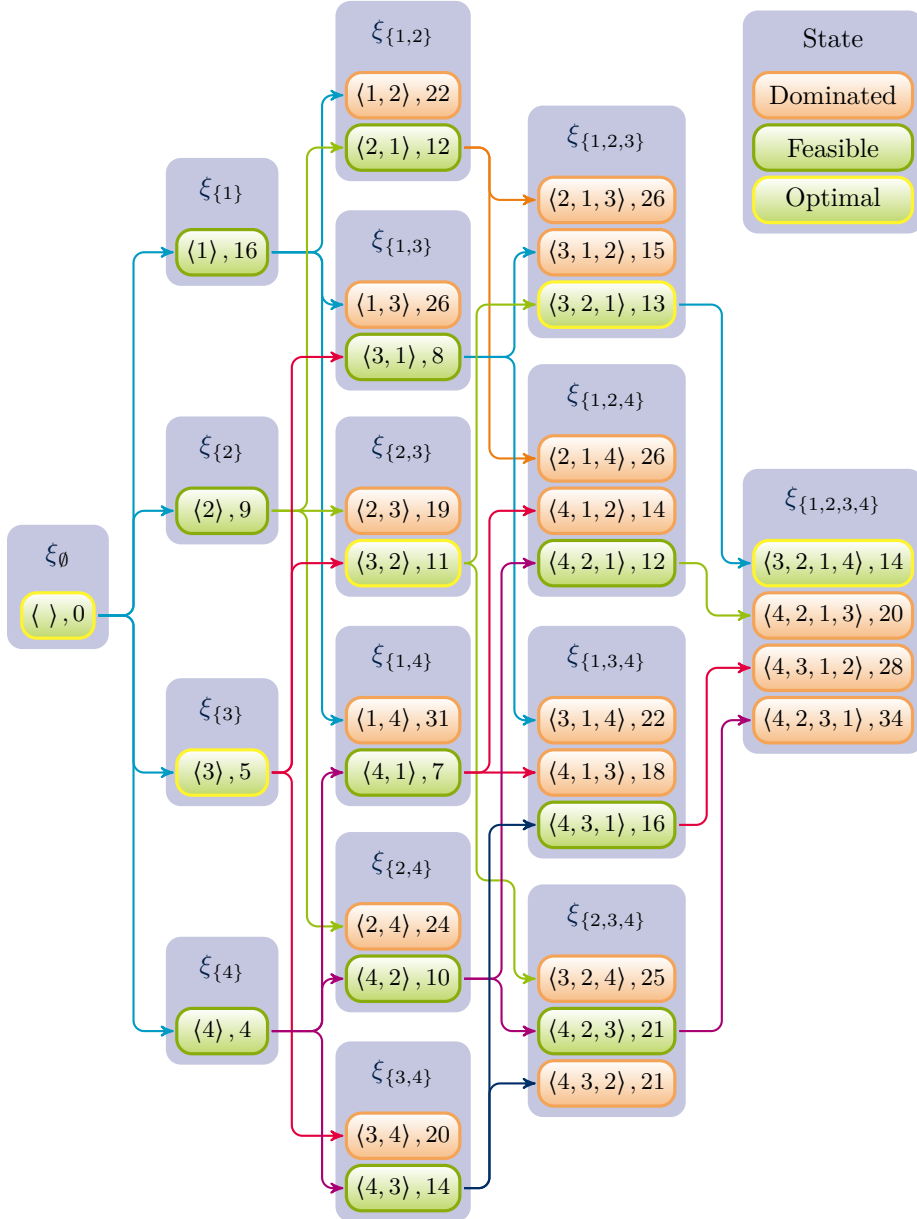 ξ∅
⟨ ⟩, 0
ξ{1}
⟨1⟩, 16
ξ{2}
⟨2⟩, 9
ξ{3}
⟨3⟩, 5
ξ{4}
⟨4⟩, 4
ξ{1,2}
⟨1, 2⟩, 22
⟨2, 1⟩, 12
ξ{1,3}
⟨1, 3⟩, 26
⟨3, 1⟩, 8
ξ{2,3}
⟨2, 3⟩, 19
⟨3, 2⟩, 11
ξ{1,4}
⟨1, 4⟩, 31
⟨4, 1⟩, 7
ξ{2,4}
⟨2, 4⟩, 24
⟨4, 2⟩, 10
ξ{3,4}
⟨3, 4⟩, 20
⟨4, 3⟩, 14
ξ{1,2,3}
⟨2, 1, 3⟩, 26
⟨3, 1, 2⟩, 15
⟨3, 2, 1⟩, 13
ξ{1,2,4}
⟨2, 1, 4⟩, 26
⟨4, 1, 2⟩, 14
⟨4, 2, 1⟩, 12
ξ{1,3,4}
⟨3, 1, 4⟩, 22
⟨4, 1, 3⟩, 18
⟨4, 3, 1⟩, 16
ξ{2,3,4}
⟨3, 2, 4⟩, 25
⟨4, 2, 3⟩, 21
⟨4, 3, 2⟩, 21
ξ{1,2,3,4}
⟨3, 2, 1, 4⟩, 14
⟨4, 2, 1, 3⟩, 20
⟨4, 3, 1, 2⟩, 28
⟨4, 2, 3, 1⟩, 34
State
Dominated
Feasible
Optimal